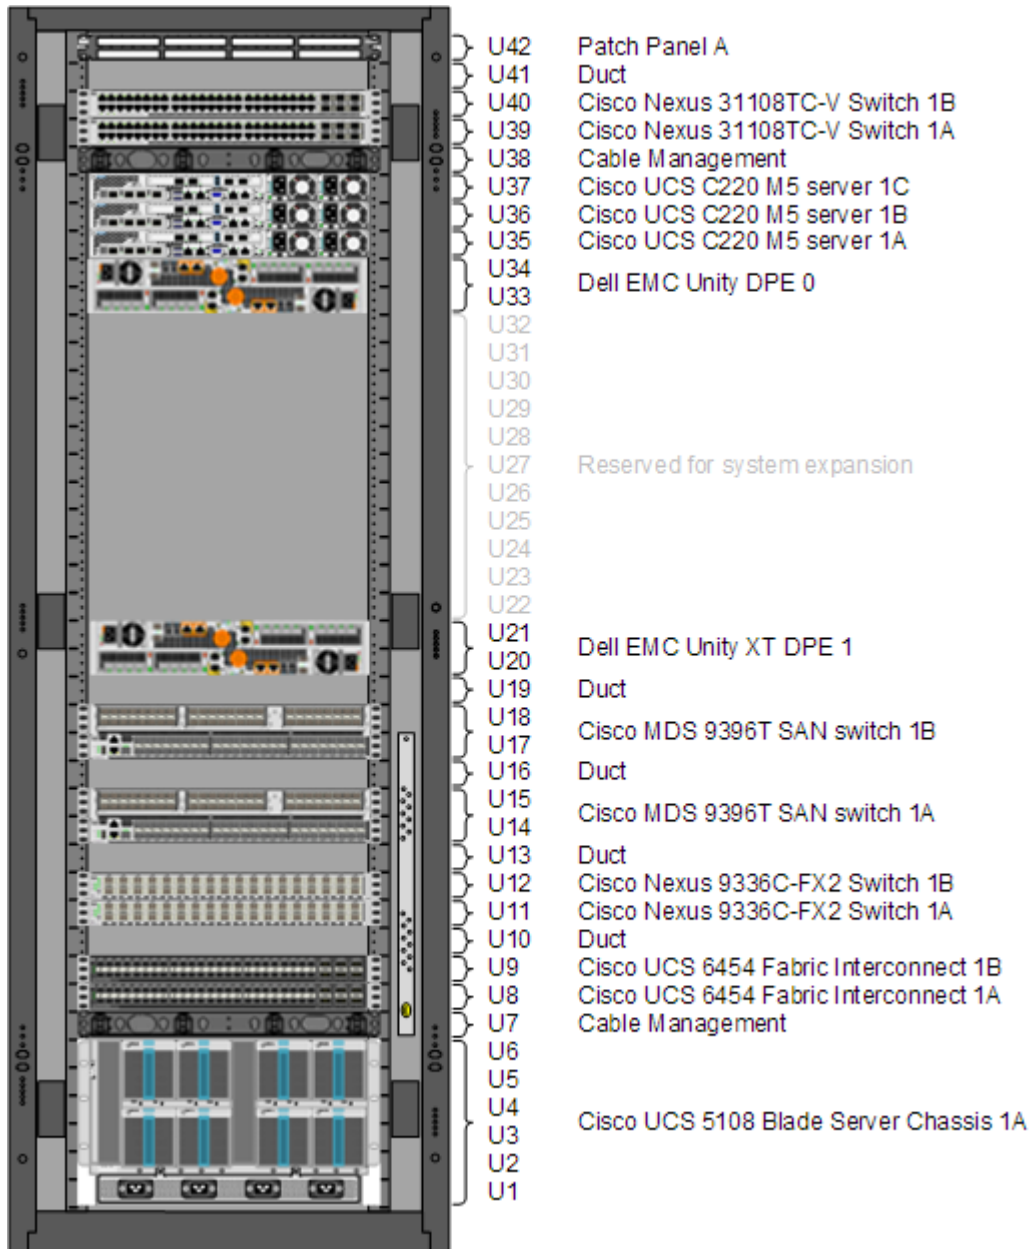 U42 Patch Panel A
U41 Duct
U40 Cisco Nexus 31108TC-V Switch 1B
U39 Cisco Nexus 31108TC-V Switch 1A
U38 Cable Management
U37 Cisco UCS C220 M5 server 1C
U36 Cisco UCS C220 M5 server 1B
U35 Cisco UCS C220 M5 server 1A
U34
Dell EMC Unity DPE 0
U33
U32
U31
U30
U29
U28
U27 Reserved for system expansion
U26
U25
U24
U23
U22
U21
Dell EMC Unity XT DPE 1
U20
U19 Duct
U18
Cisco MDS 9396T SAN switch 1B
U17
U16 Duct
U15
Cisco MDS 9396T SAN switch 1A
U14
U13 Duct
U12 Cisco Nexus 9336C-FX2 Switch 1B
U11 Cisco Nexus 9336C-FX2 Switch 1A
U10 Duct
U9 Cisco UCS 6454 Fabric Interconnect 1B
U8 Cisco UCS 6454 Fabric Interconnect 1A
U7 Cable Management
U6
U5
U4
Cisco UCS 5108 Blade Server Chassis 1A
U3
U2
U1